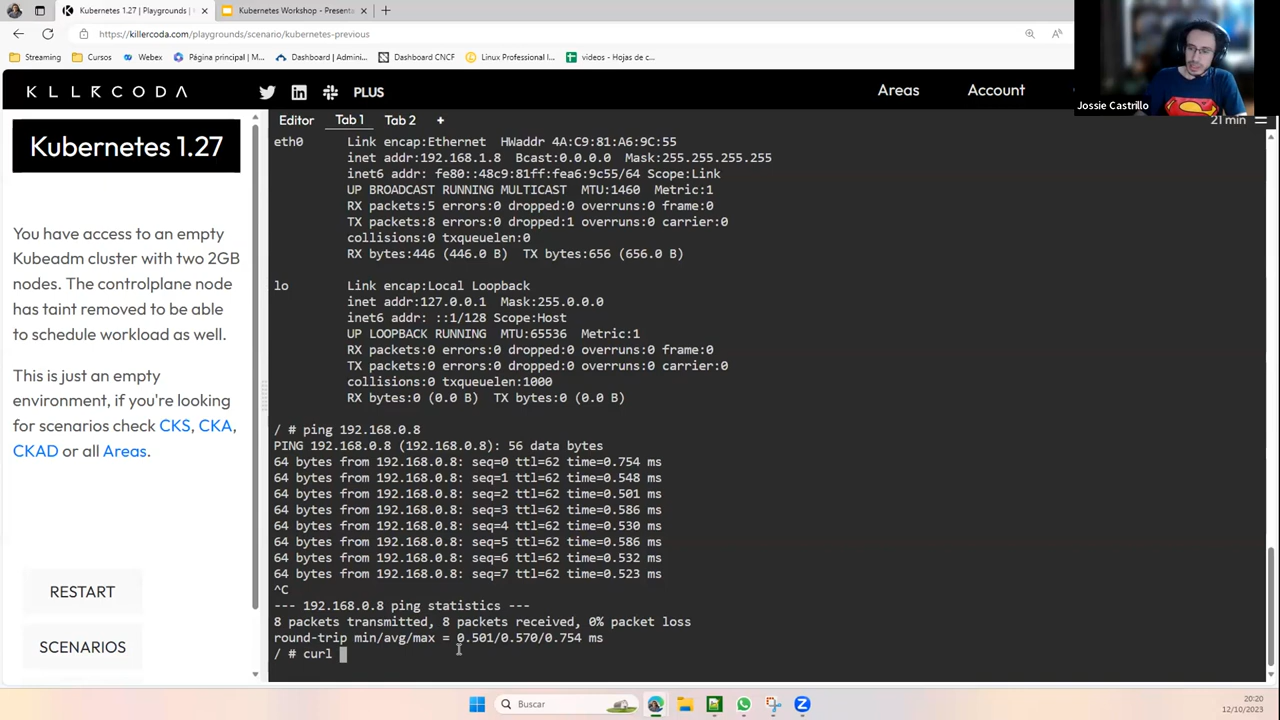 Kubernetes 1.27 | Playgrounds |
Kubernetes Workshop - Presenta
https://killercoda.com/playgrounds/scenario/kubernetes-previous
Streaming
Cursos
Webex
Página principal | M...
Dashboard | Admini...
Dashboard CNCF
Linux Professional I...
videos - Hojas de c...
Jossie Castrillo
KLLRCODA
PLUS
Areas
Account
Kubernetes 1.27
You have access to an empty
Kubeadm cluster with two 2GB
nodes. The controlplane node
has taint removed to be able
to schedule workload as well.
This is just an empty
environment, if you're looking
for scenarios check CKS, CKA,
CKAD or all Areas.
RESTART
SCENARIOS
Editor
Tab 1
Tab 2
+
21 min
eth0 Link encap:Ethernet HWaddr 4A:C9:81:A6:9C:55
inet addr:192.168.1.8 Bcast:0.0.0.0 Mask:255.255.255.255
inet6 addr: fe80::48c9:81ff:fea6:9c55/64 Scope:Link
UP BROADCAST RUNNING MULTICAST MTU:1460 Metric:1
RX packets:5 errors:0 dropped:0 overruns:0 frame:0
TX packets:8 errors:0 dropped:1 overruns:0 carrier:0
collisions:0 txqueuelen:0
RX bytes:446 (446.0 B) TX bytes:656 (656.0 B)
lo Link encap:Local Loopback
inet addr:127.0.0.1 Mask:255.0.0.0
inet6 addr: ::1/128 Scope:Host
UP LOOPBACK RUNNING MTU:65536 Metric:1
RX packets:0 errors:0 dropped:0 overruns:0 frame:0
TX packets:0 errors:0 dropped:0 overruns:0 carrier:0
collisions:0 txqueuelen:1000
RX bytes:0 (0.0 B) TX bytes:0 (0.0 B)
/ # ping 192.168.0.8
PING 192.168.0.8 (192.168.0.8): 56 data bytes
64 bytes from 192.168.0.8: seq=0 ttl=62 time=0.754 ms
64 bytes from 192.168.0.8: seq=1 ttl=62 time=0.548 ms
64 bytes from 192.168.0.8: seq=2 ttl=62 time=0.501 ms
64 bytes from 192.168.0.8: seq=3 ttl=62 time=0.586 ms
64 bytes from 192.168.0.8: seq=4 ttl=62 time=0.530 ms
64 bytes from 192.168.0.8: seq=5 ttl=62 time=0.586 ms
64 bytes from 192.168.0.8: seq=6 ttl=62 time=0.532 ms
64 bytes from 192.168.0.8: seq=7 ttl=62 time=0.523 ms
^C
--- 192.168.0.8 ping statistics ---
8 packets transmitted, 8 packets received, 0% packet loss
round-trip min/avg/max = 0.501/0.570/0.754 ms
/ # curl
Buscar
20:20
12/10/2023